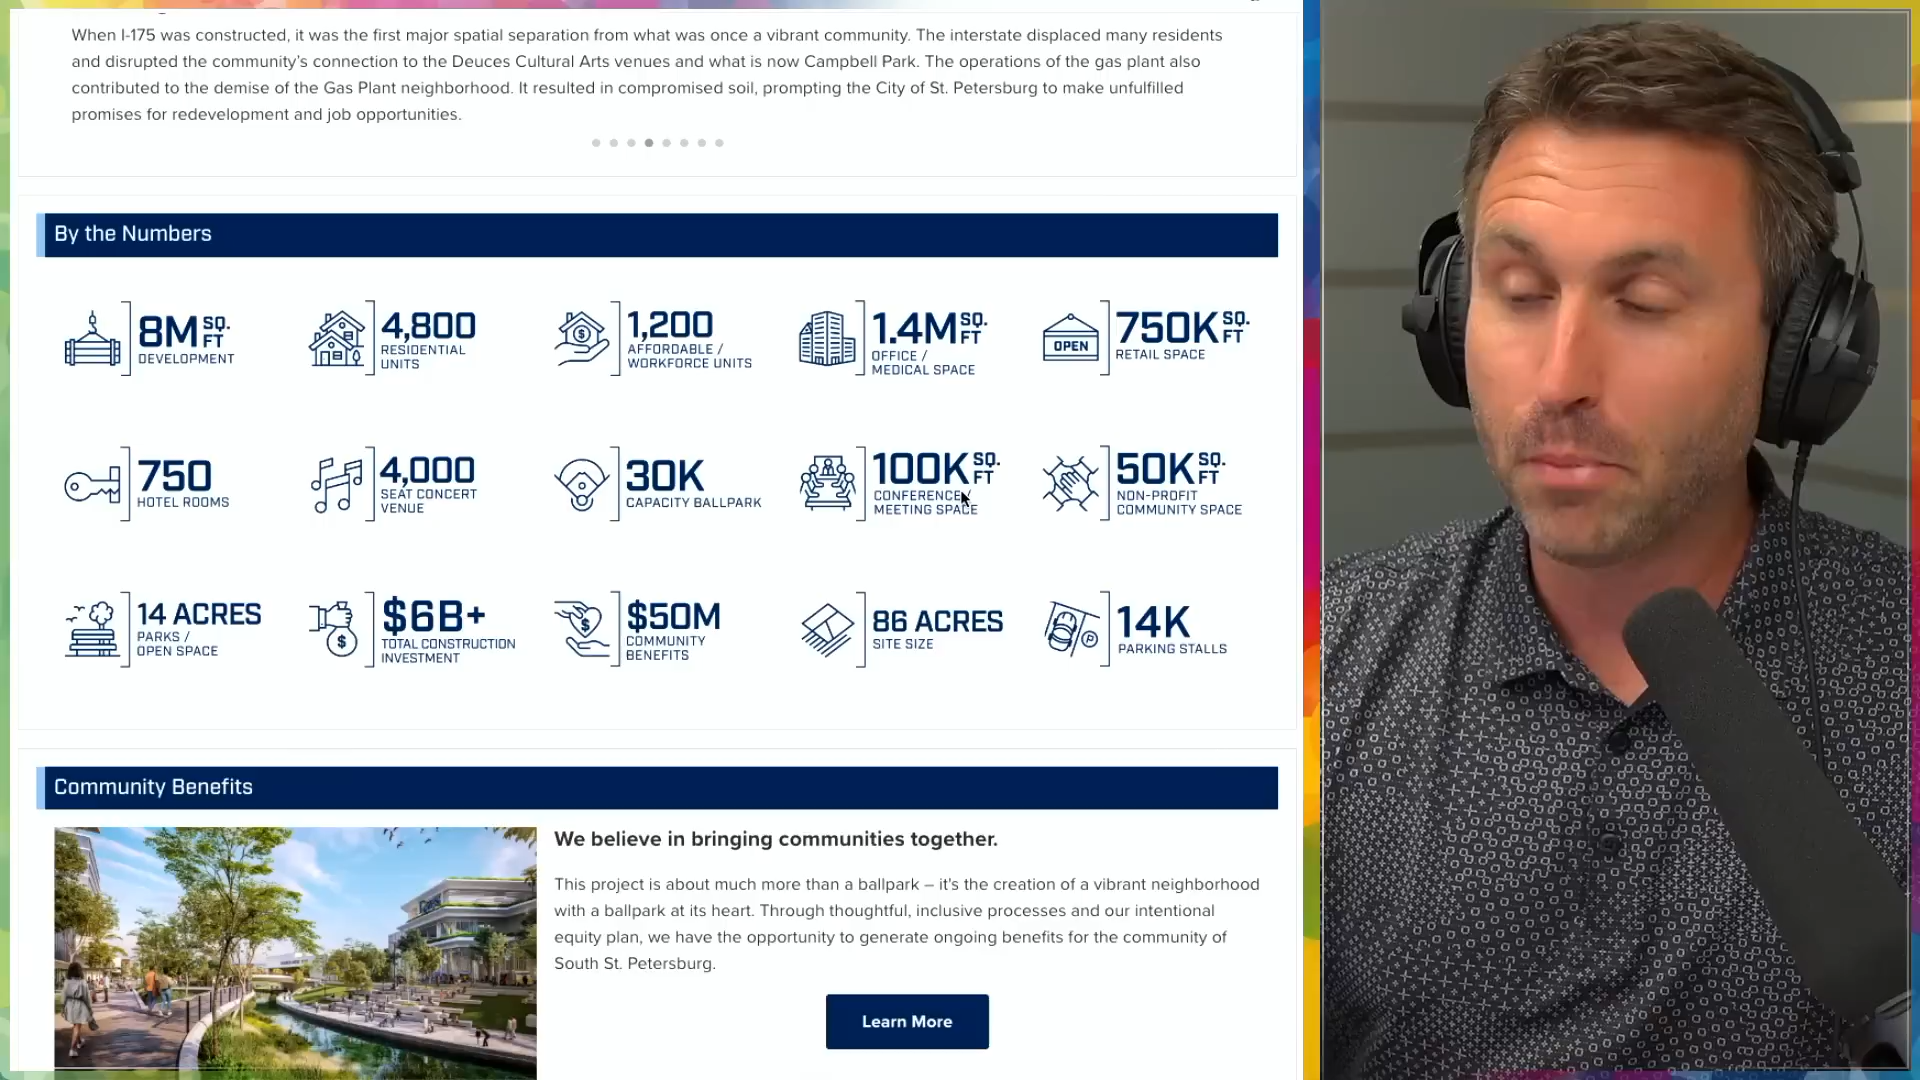 When I-175 was constructed, it was the first major spatial separation from what was once a vibrant community. The interstate displaced many residents
and disrupted the community's connection to the Deuces Cultural Arts venues and what is now Campbell Park. The operations of the gas plant also
contributed to the demise of the Gas Plant neighborhood. It resulted in compromised soil, prompting the City of St. Petersburg to make unfulfilled
promises for redevelopment and job opportunities.
By the Numbers
8M SQ. FT
DEVELOPMENT
4,800
RESIDENTIAL
UNITS
1,200
AFFORDABLE /
WORKFORCE UNITS
1.4M SQ. FT
OFFICE /
MEDICAL SPACE
OPEN
750K SQ. FT
RETAIL SPACE
750
HOTEL ROOMS
4,000
SEAT CONCERT
VENUE
30K
CAPACITY BALLPARK
100K SQ. FT
CONFERENCE/
MEETING SPACE
50K SQ. FT
NON-PROFIT
COMMUNITY SPACE
14 ACRES
PARKS /
OPEN SPACE
$6B+
TOTAL CONSTRUCTION
INVESTMENT
$50M
COMMUNITY
BENEFITS
86 ACRES
SITE SIZE
14K
PARKING STALLS
Community Benefits
We believe in bringing communities together.
This project is about much more than a ballpark – it's the creation of a vibrant neighborhood
with a ballpark at its heart. Through thoughtful, inclusive processes and our intentional
equity plan, we have the opportunity to generate ongoing benefits for the community of
South St. Petersburg.
Learn More